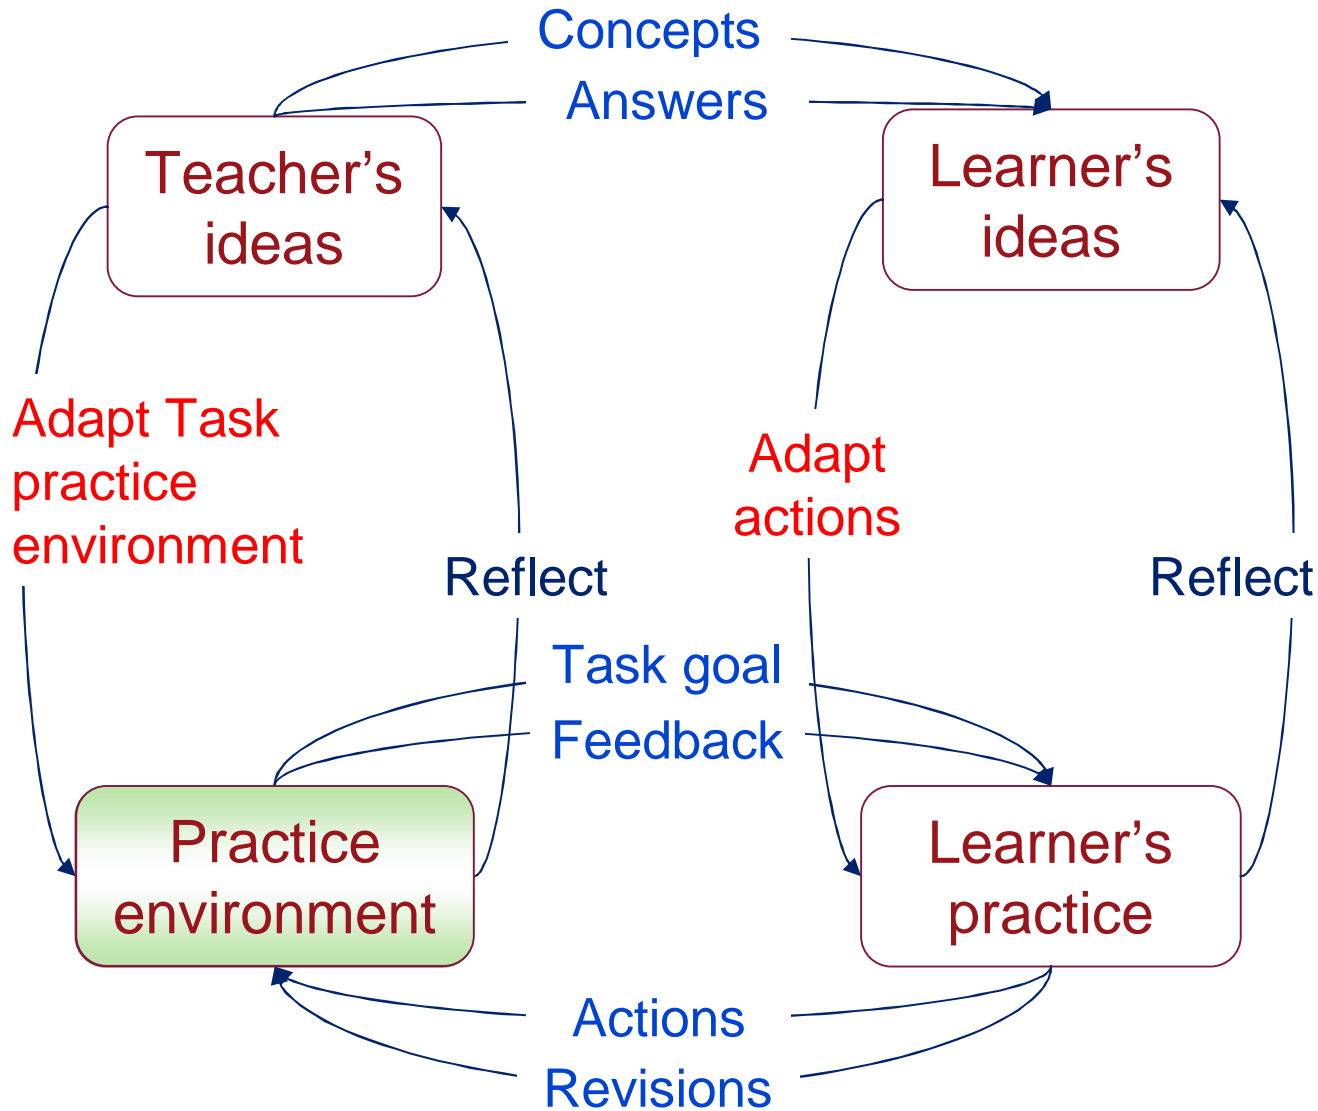 Concepts
Answers
Teacher’s
ideas
Learner’s
ideas
Adapt Task
practice
environment
Adapt
actions
Reflect
Reflect
Task goal
Feedback
Practice
environment
Learner’s
practice
Actions
Revisions